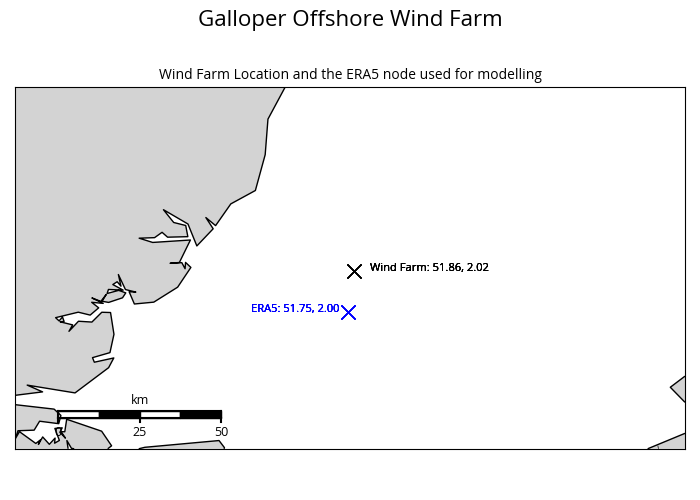 Galloper Offshore Wind Farm
Wind Farm Location and the ERA5 node used for modelling
Wind Farm: 51.86, 2.02
ERA5: 51.75, 2.00
km
25
50